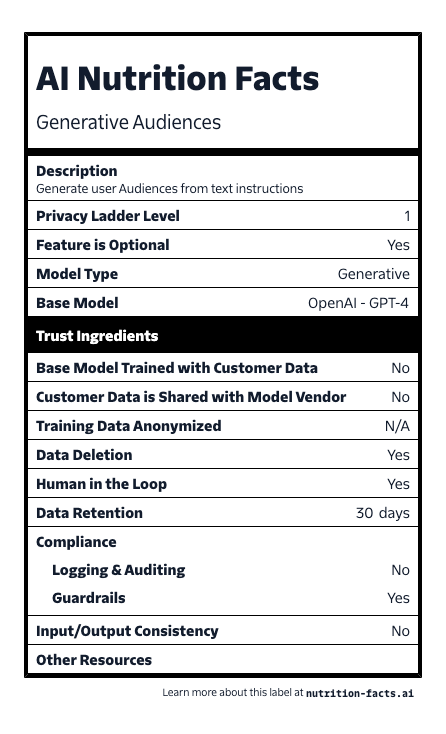 AI Nutrition Facts
Generative Audiences
Description
Generate user Audiences from text instructions
Privacy Ladder Level 1
Feature is Optional Yes
Model Type Generative
Base Model OpenAI - GPT-4
Trust Ingredients
Base Model Trained with Customer Data No
Customer Data is Shared with Model Vendor No
Training Data Anonymized N/A
Data Deletion Yes
Human in the Loop Yes
Data Retention 30 days
Compliance
Logging & Auditing No
Guardrails Yes
Input/Output Consistency No
Other Resources
Learn more about this label at nutrition-facts.ai